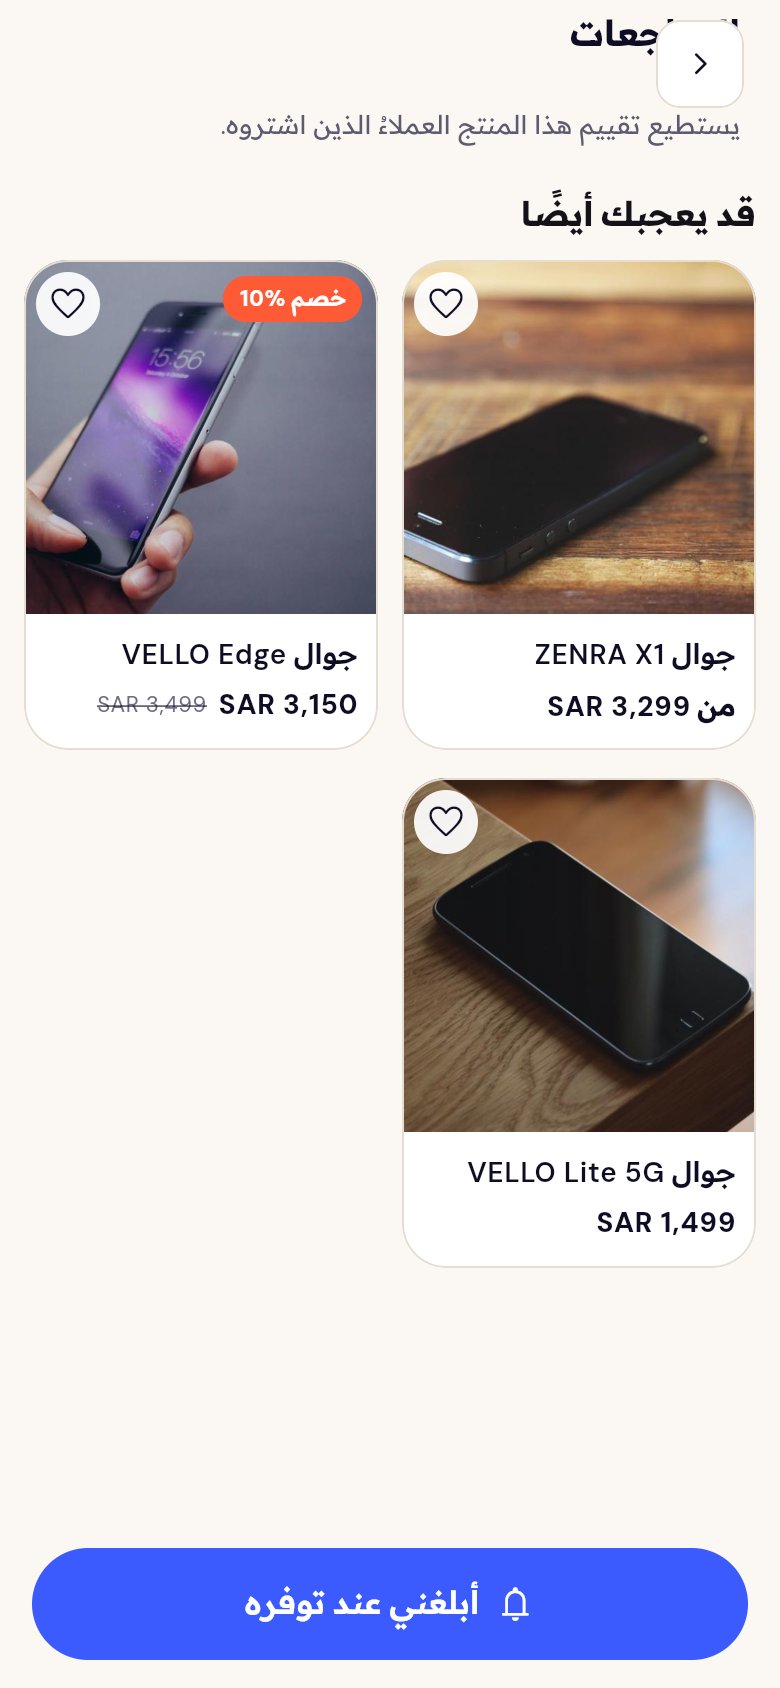 يستطيع تقييم هذا المنتج العملاءُ الذين اشتروه.
قد يعجبك أيضًا
جوال ZENRA X1
من SAR 3,299
خصم 10%
15:56
جوال VELLO Edge
SAR 3,150 SAR 3,499
جوال VELLO Lite 5G
SAR 1,499
أبلغني عند توفره